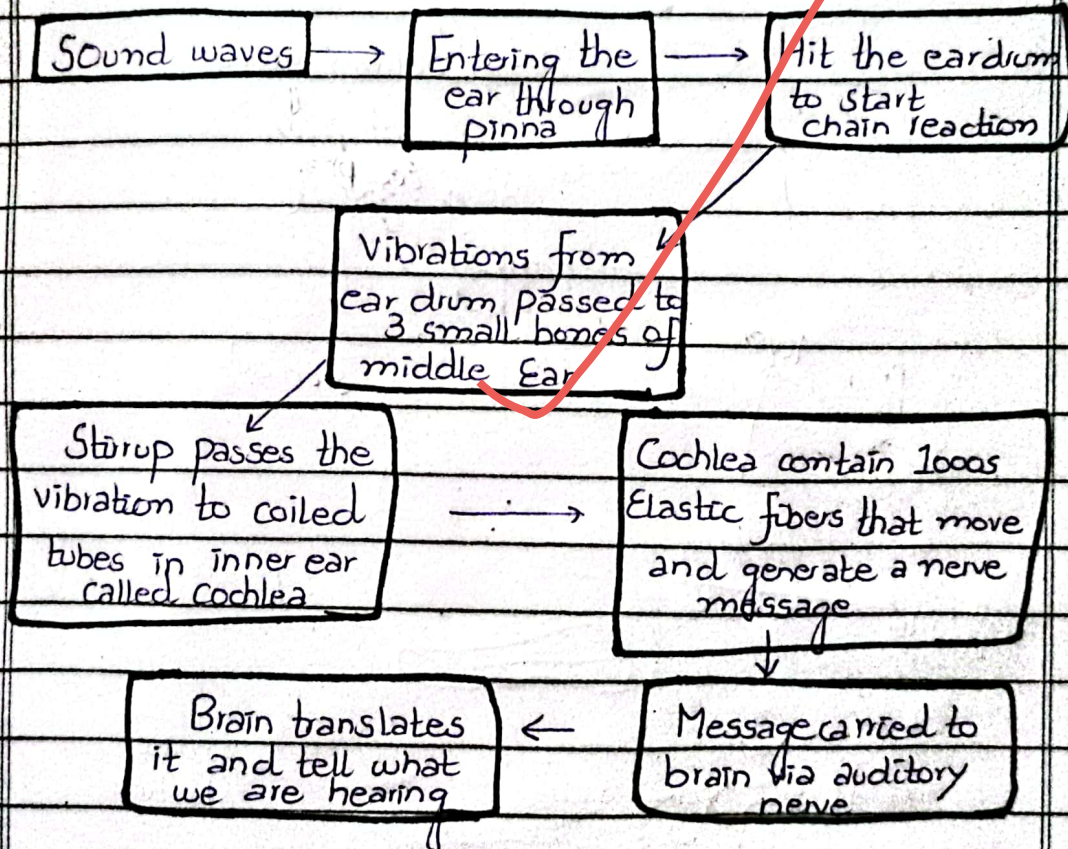 Sound waves
Entering the
ear through
pinna
Hit the eardrum
to start
chain reaction
Vibrations from
ear drum passed to
3 small bones of
middle Ear
Stirrup passes the
vibration to coiled
tubes in inner ear
called Cochlea
Cochlea contain 1000s
Elastic fibers that move
and generate a nerve
message
Message carried to
brain via auditory
nerve
Brain translates
it and tell what
we are hearing